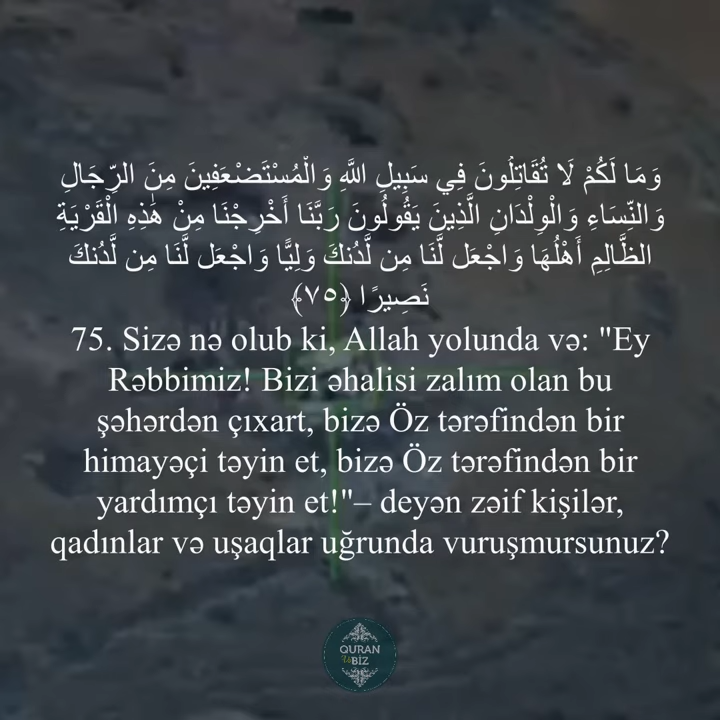 وَمَا لَكُمْ لَا تُقَاتِلُونَ فِي سَبِيلِ اللَّهِ وَالْمُسْتَضْعَفِينَ مِنَ الرِّجَالِ
وَالنِّسَاءِ وَالْوِلْدَانِ الَّذِينَ يَقُولُونَ رَبَّنَا أَخْرِجْنَا مِنْ هَٰذِهِ الْقَرْيَةِ
الظَّالِمِ أَهْلُهَا وَاجْعَل لَّنَا مِن لَّدُنكَ وَلِيًّا وَاجْعَل لَّنَا مِن لَّدُنكَ
نَصِيرًا ﴿٧٥﴾
75. Sizə nə olub ki, Allah yolunda və: "Ey
Rəbbimiz! Bizi əhalisi zalım olan bu
şəhərdən çıxart, bizə Öz tərəfindən bir
himayəçi təyin et, bizə Öz tərəfindən bir
yardımçı təyin et!"– deyən zəif kişilər,
qadınlar və uşaqlar uğrunda vuruşmursunuz?
QURAN
Və BİZ